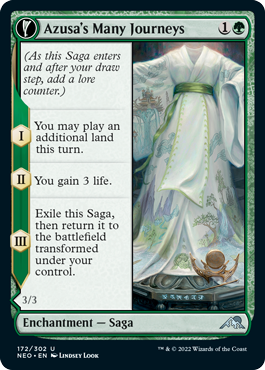 Azusa's Many Journeys 1
(As this Saga enters
and after your draw
step, add a lore
counter.)
I
You may play an
additional land
this turn.
II
You gain 3 life.
III
Exile this Saga,
then return it to
the battlefield
transformed
under your
control.
3/3
Enchantment — Saga
172/302 U
NEO • EN Lindsey Look
™ & © 2022 Wizards of the Coast